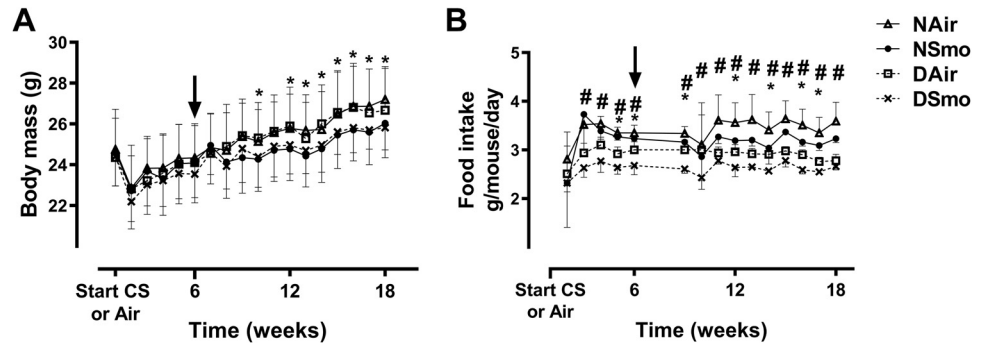 A
Body mass (g)
30
28
26
24
22
* * * * * * * *
Start CS
or Air
6
12
18
Time (weeks)
B
Food intake
g/mouse/day
5
4
3
2
# # # # # # # # # # # # # #
* * * * * * *
Start CS
or Air
6
12
18
Time (weeks)
NAir
NSmo
DAir
DSmo